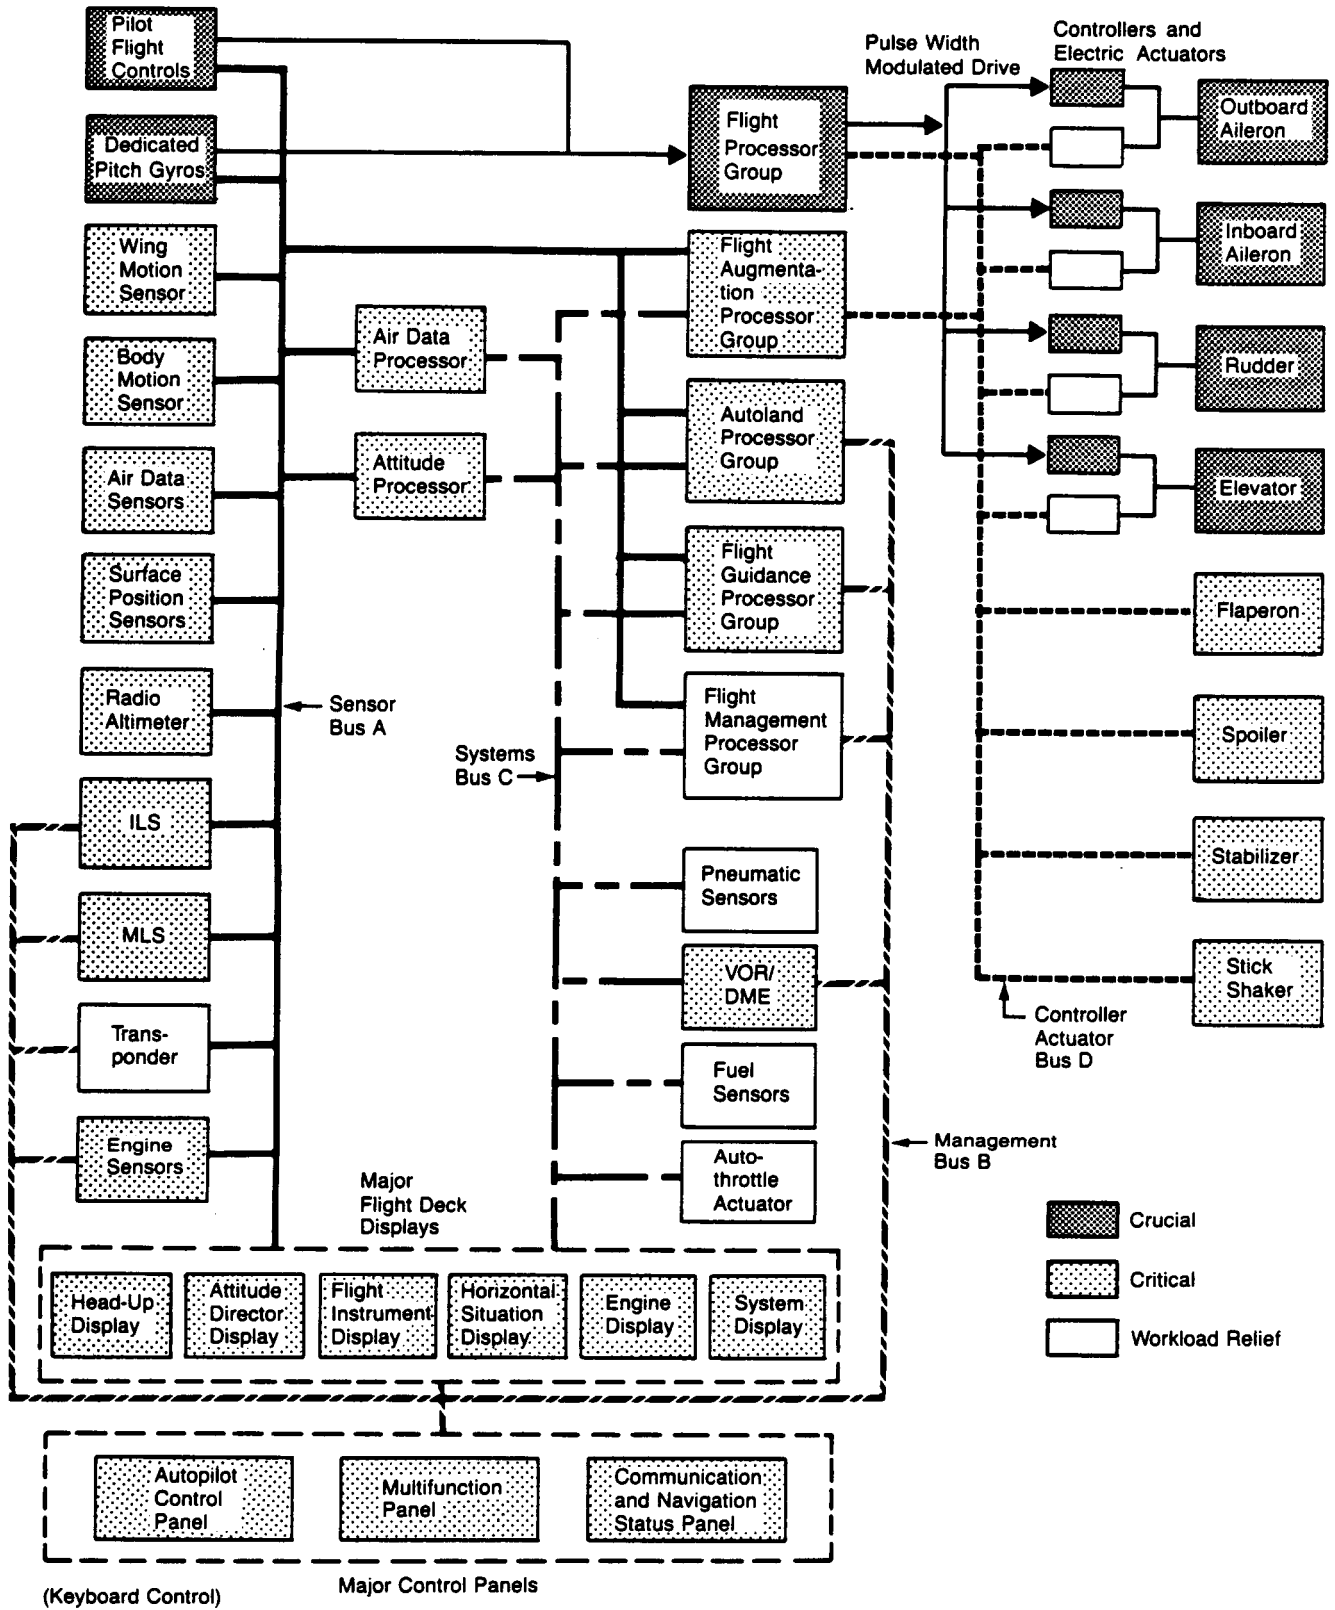 Pilot
Flight
Controls
Dedicated
Pitch Gyros
Wing
Motion
Sensor
Body
Motion
Sensor
Air Data
Sensors
Surface
Position
Sensors
Radio
Altimeter
ILS
MLS
Trans-
ponder
Engine
Sensors
Sensor
Bus A
Air Data
Processor
Attitude
Processor
Systems
Bus C
Flight
Processor
Group
Flight
Augmenta-
tion
Processor
Group
Autoland
Processor
Group
Flight
Guidance
Processor
Group
Flight
Management
Processor
Group
Pneumatic
Sensors
VOR/
DME
Fuel
Sensors
Auto-
throttle
Actuator
Pulse Width
Modulated Drive
Controllers and
Electric Actuators
Outboard
Aileron
Inboard
Aileron
Rudder
Elevator
Flaperon
Spoiler
Stabilizer
Stick
Shaker
Controller
Actuator
Bus D
Management
Bus B
Crucial
Critical
Workload Relief
Major
Flight Deck
Displays
Head-Up
Display
Attitude
Director
Display
Flight
Instrument
Display
Horizontal
Situation
Display
Engine
Display
System
Display
Autopilot
Control
Panel
Multifunction
Panel
Communication
and Navigation
Status Panel
(Keyboard Control)
Major Control Panels